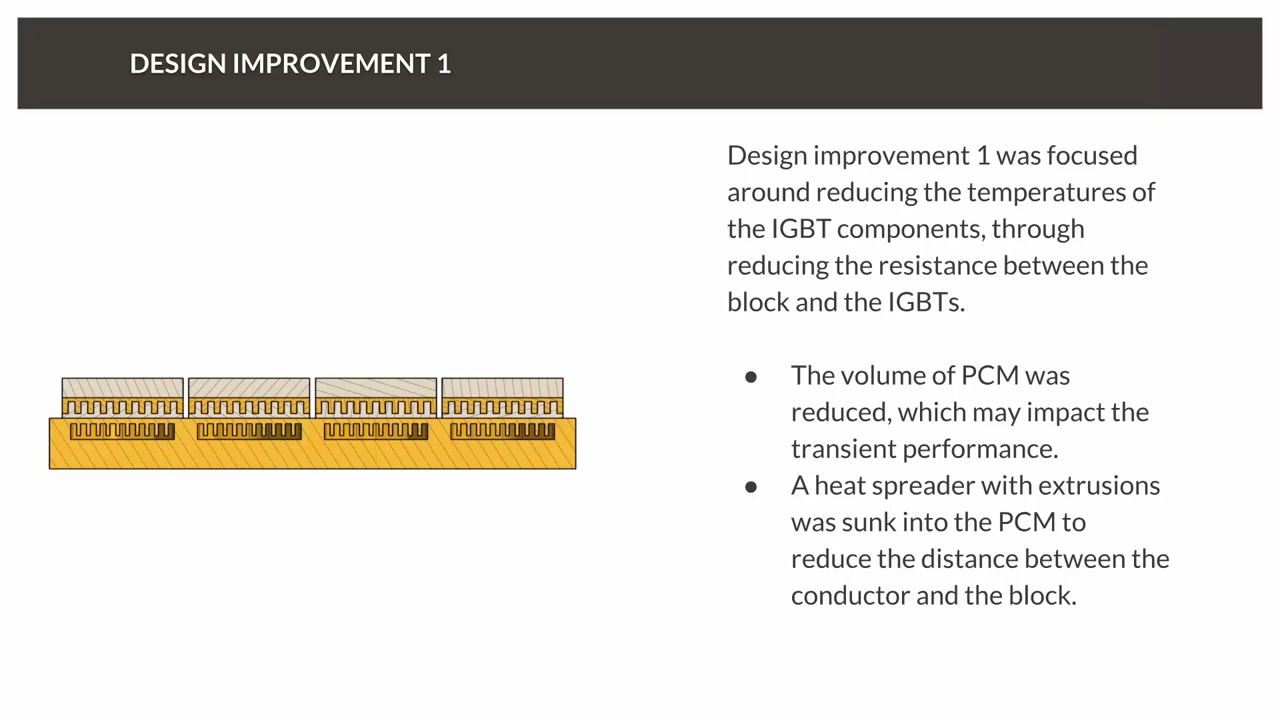 DESIGN IMPROVEMENT 1
Design improvement 1 was focused
around reducing the temperatures of
the IGBT components, through
reducing the resistance between the
block and the IGBTs.
● The volume of PCM was
reduced, which may impact the
transient performance.
● A heat spreader with extrusions
was sunk into the PCM to
reduce the distance between the
conductor and the block.